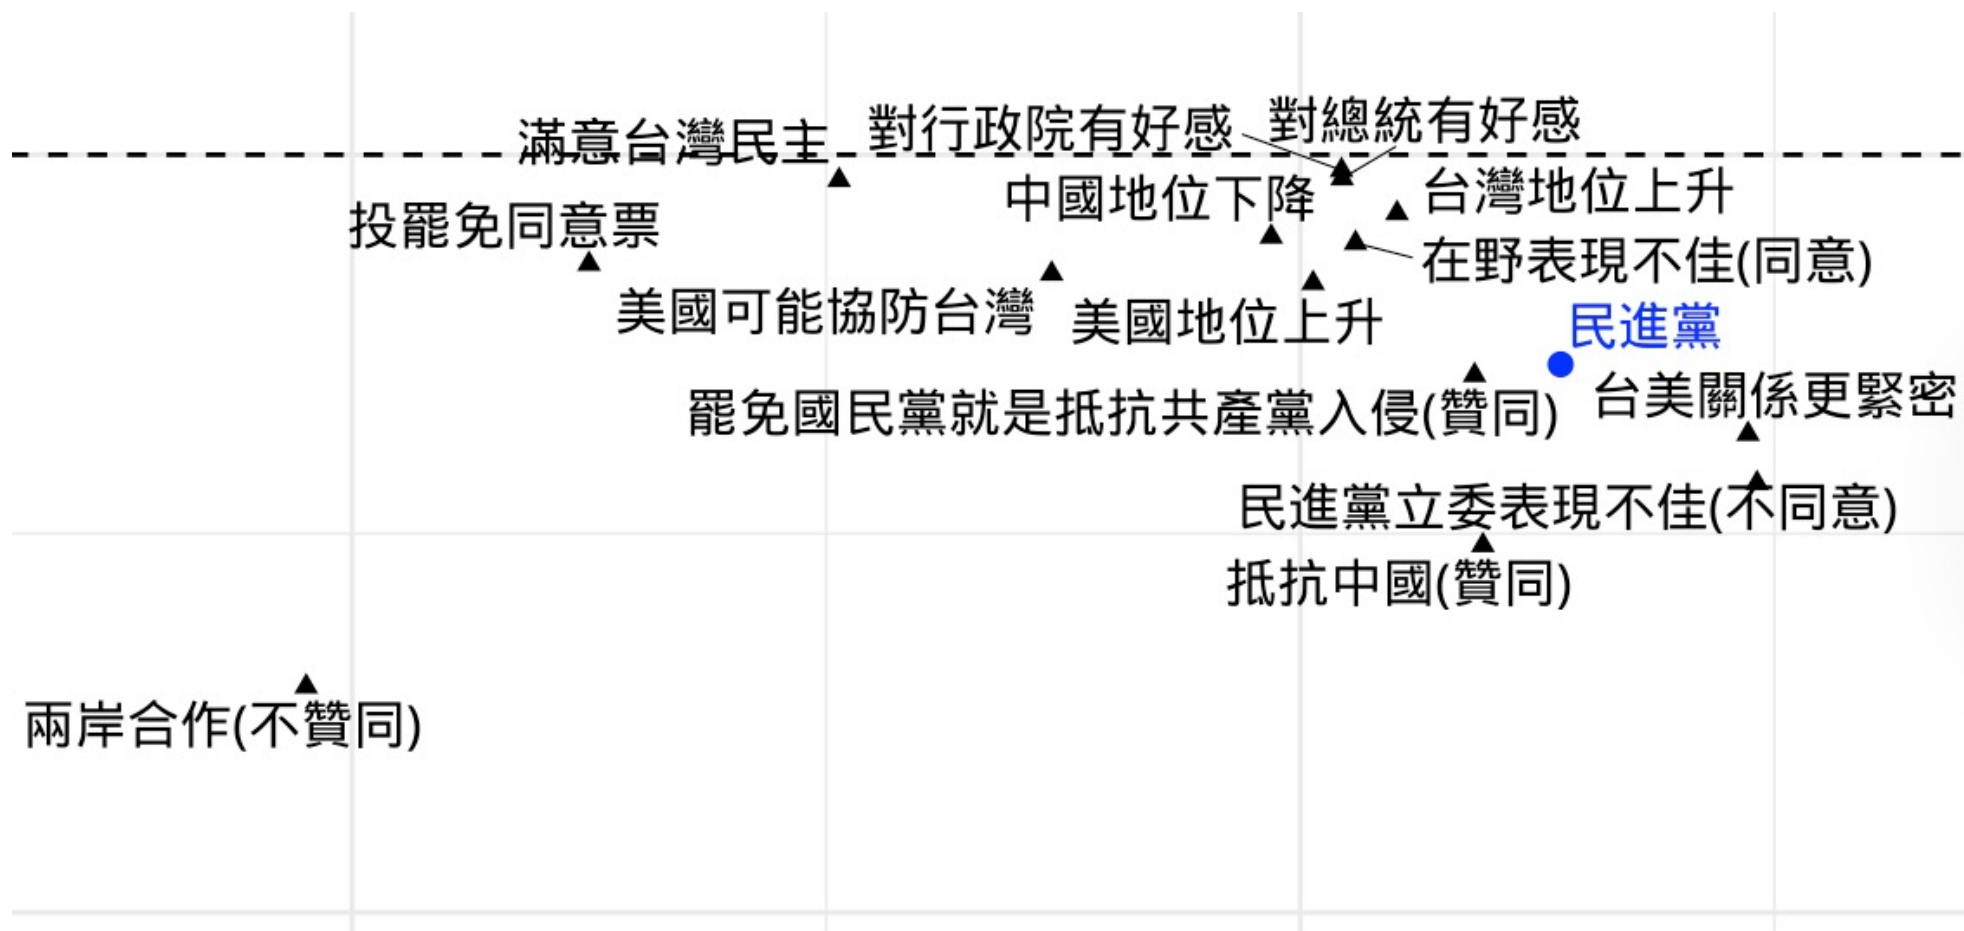 滿意台灣民主
對行政院有好感
對總統有好感
投罷免同意票
中國地位下降
台灣地位上升
在野表現不佳(同意)
美國可能協防台灣
美國地位上升
民進黨
罷免國民黨就是抵抗共產黨入侵(贊同)
台美關係更緊密
民進黨立委表現不佳(不同意)
抵抗中國(贊同)
兩岸合作(不贊同)